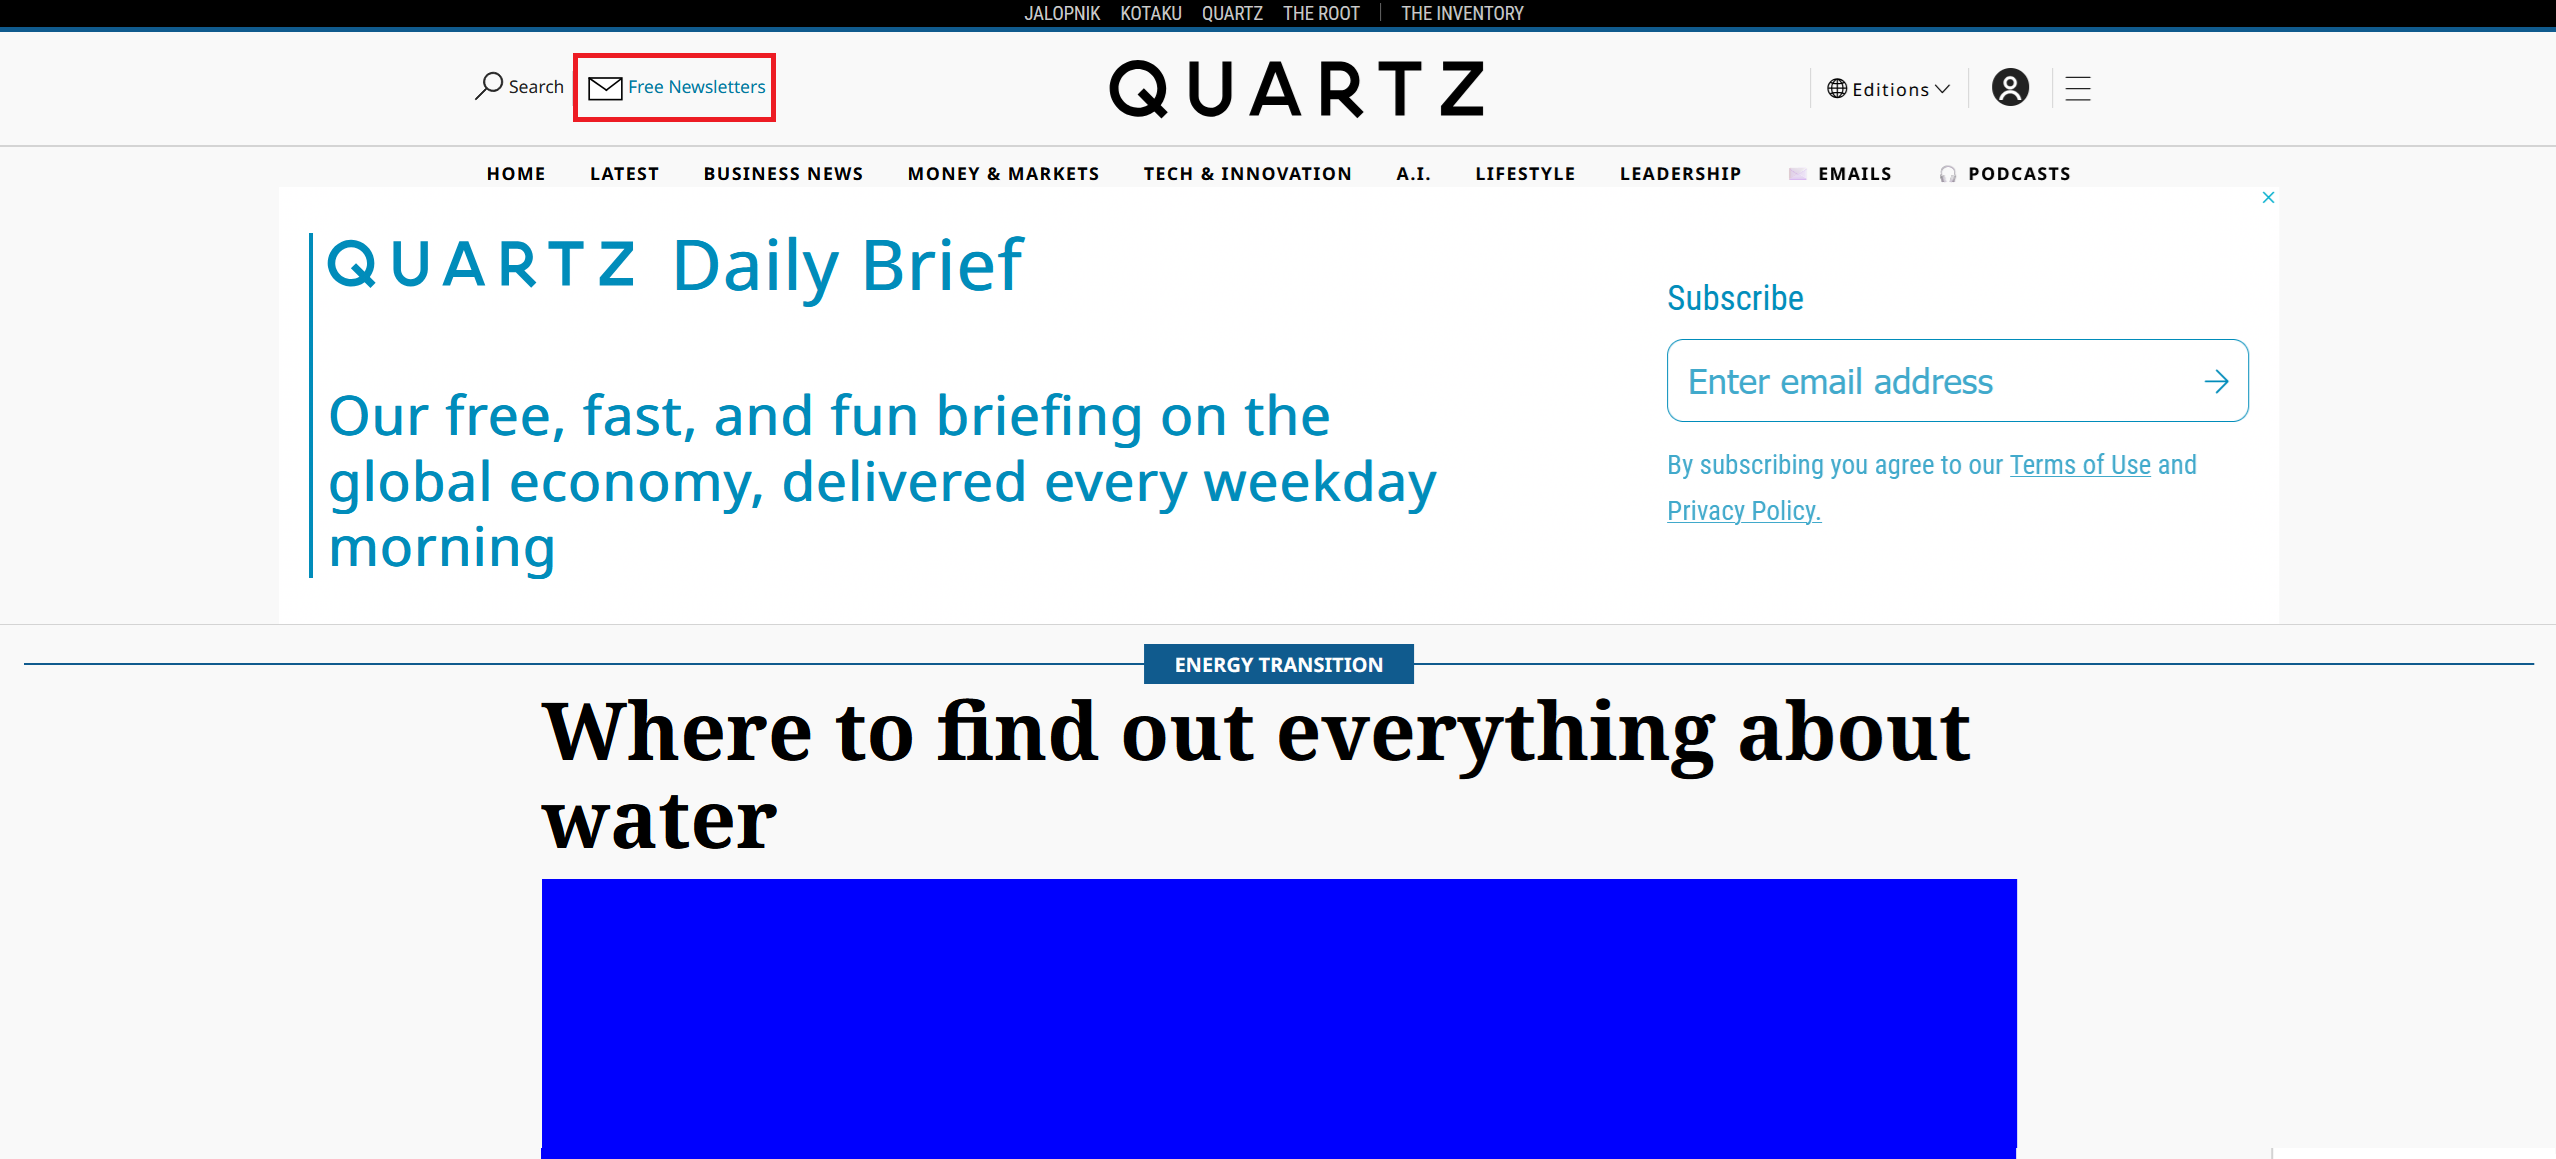 JALOPNIK KOTAKU QUARTZ THE ROOT THE INVENTORY
Search Free Newsletters QUARTZ Editions
HOME LATEST BUSINESS NEWS MONEY & MARKETS TECH & INNOVATION A.I. LIFESTYLE LEADERSHIP EMAILS PODCASTS
QUARTZ Daily Brief
Our free, fast, and fun briefing on the
global economy, delivered every weekday
morning
Subscribe
Enter email address
By subscribing you agree to our Terms of Use and
Privacy Policy.
ENERGY TRANSITION
Where to find out everything about
water